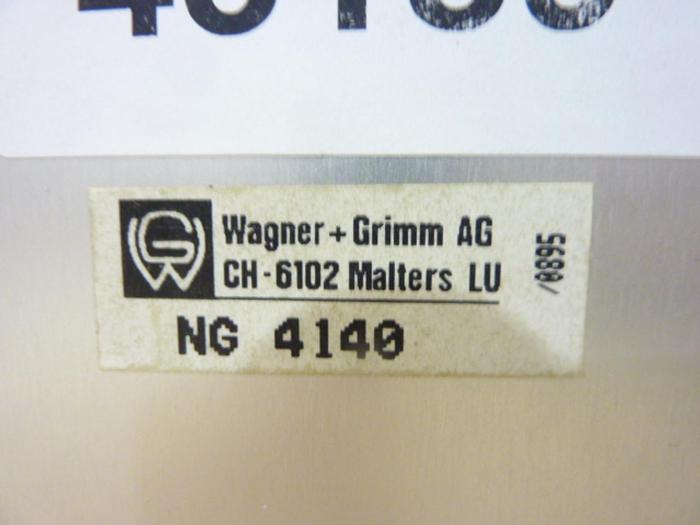 Wagner + Grimm AG
CH - 6102 Malters LU
/0895
NG 4140